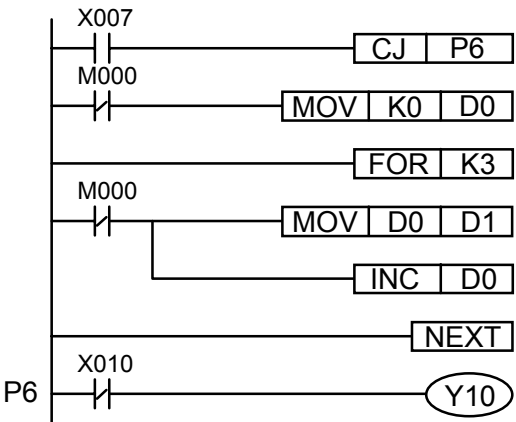 X007
CJ P6
M000
MOV K0 D0
FOR K3
M000
MOV D0 D1
INC D0
NEXT
X010
P6 Y10